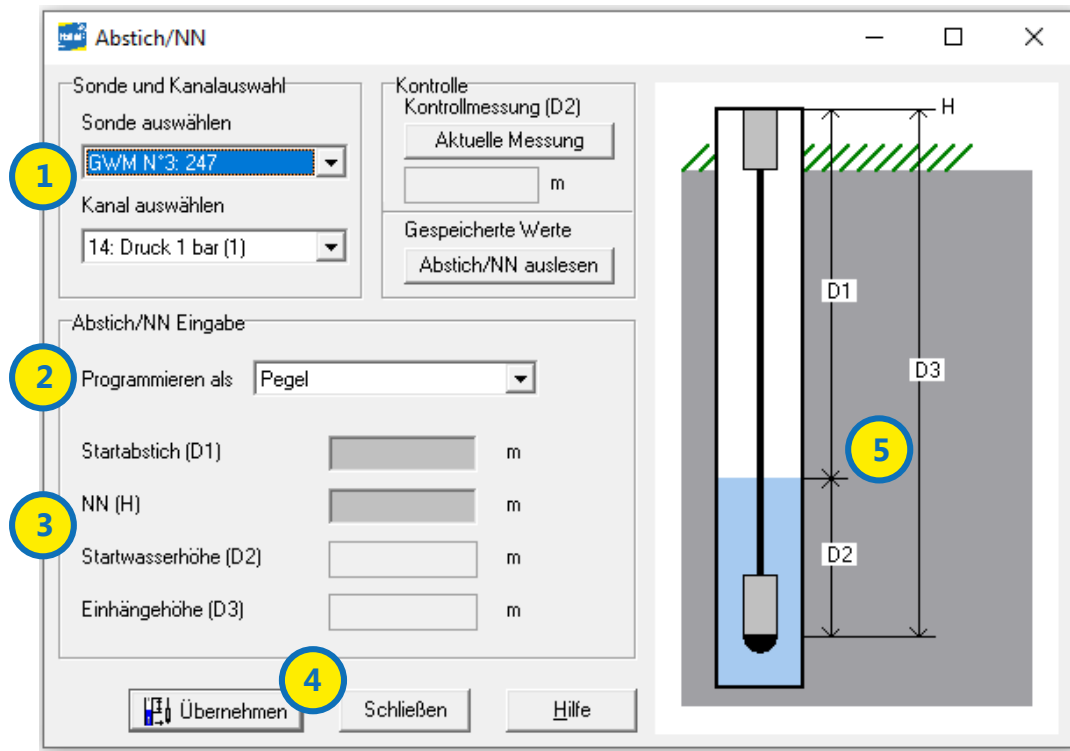 Abstich/NN
Sonde und Kanalauswahl
Sonde auswählen
1
GWM N°3: 247
Kanal auswählen
14: Druck 1 bar (1)
Kontrolle
Kontrollmessung (D2)
Aktuelle Messung
m
Gespeicherte Werte
Abstich/NN auslesen
Abstich/NN Eingabe
2
Programmieren als
Pegel
Startabstich (D1)
m
NN (H)
m
3
Startwasserhöhe (D2)
m
Einhängehöhe (D3)
m
4
Übernehmen
Schließen
Hilfe
H
D1
D3
5
D2